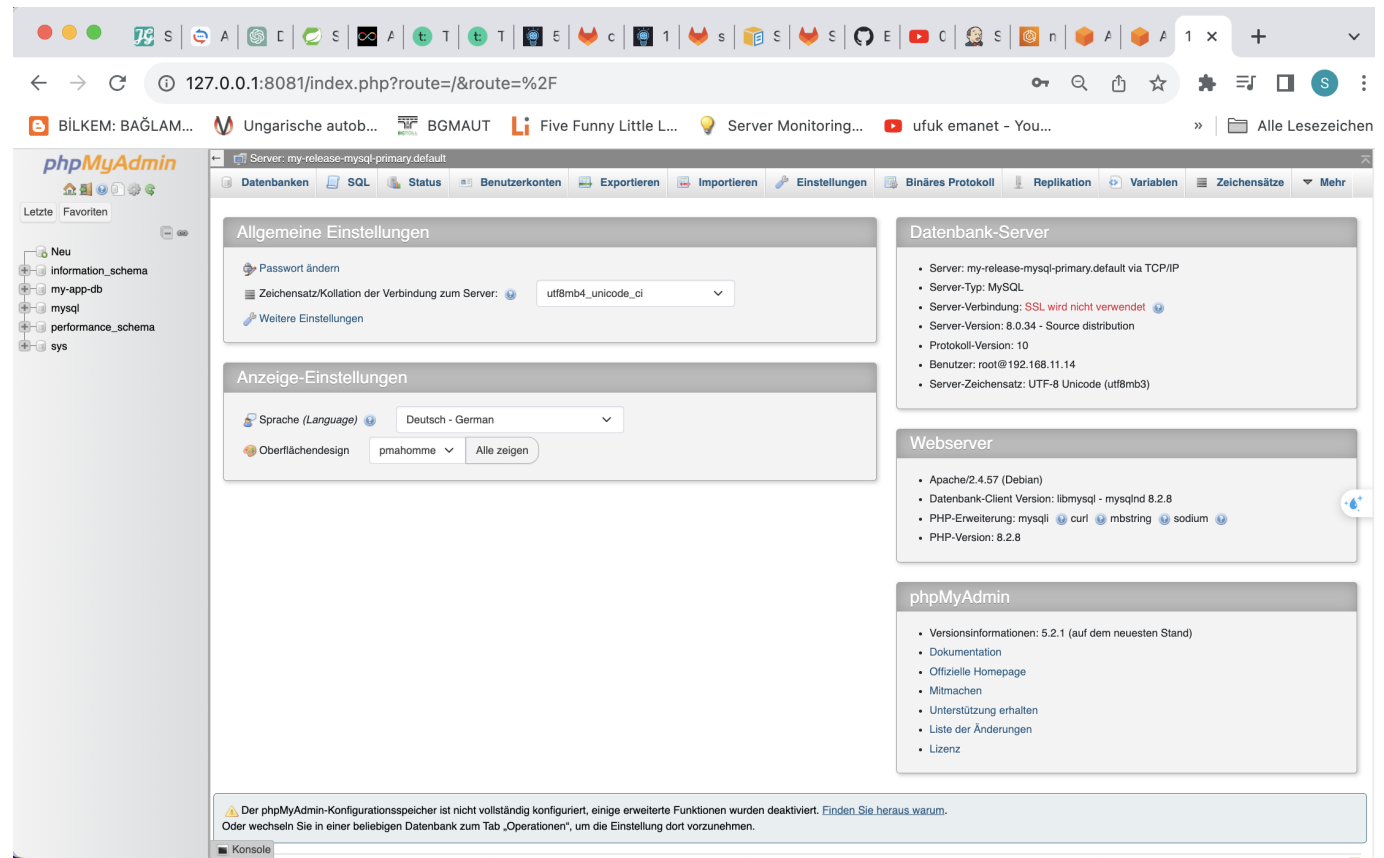 S A D S A T T 5 c 1 s S S E C S n A A 1
127.0.0.1:8081/index.php?route=/&route=%2F
S
BİLKEM: BAĞLAM... Ungarische autob... BGMAUT Five Funny Little L... Server Monitoring... ufuk emanet - You... » Alle Lesezeichen
phpMyAdmin
Letzte Favoriten
Neu
information_schema
my-app-db
mysql
performance_schema
sys
Server: my-release-mysql-primary.default
Datenbanken SQL Status Benutzerkonten Exportieren Importieren Einstellungen Binäres Protokoll Replikation Variablen Zeichensätze Mehr
Allgemeine Einstellungen
Passwort ändern
Zeichensatz/Kollation der Verbindung zum Server: utf8mb4_unicode_ci
Weitere Einstellungen
Anzeige-Einstellungen
Sprache (Language) Deutsch - German
Oberflächendesign pmahomme Alle zeigen
Datenbank-Server
Server: my-release-mysql-primary.default via TCP/IP
Server-Typ: MySQL
Server-Verbindung: SSL wird nicht verwendet
Server-Version: 8.0.34 - Source distribution
Protokoll-Version: 10
Benutzer: root@192.168.11.14
Server-Zeichensatz: UTF-8 Unicode (utf8mb3)
Webserver
Apache/2.4.57 (Debian)
Datenbank-Client Version: libmysql - mysqlnd 8.2.8
PHP-Erweiterung: mysqli curl mbstring sodium
PHP-Version: 8.2.8
phpMyAdmin
Versionsinformationen: 5.2.1 (auf dem neuesten Stand)
Dokumentation
Offizielle Homepage
Mitmachen
Unterstützung erhalten
Liste der Änderungen
Lizenz
Der phpMyAdmin-Konfigurationsspeicher ist nicht vollständig konfiguriert, einige erweiterte Funktionen wurden deaktiviert. Finden Sie heraus warum.
Oder wechseln Sie in einer beliebigen Datenbank zum Tab „Operationen“, um die Einstellung dort vorzunehmen.
Konsole